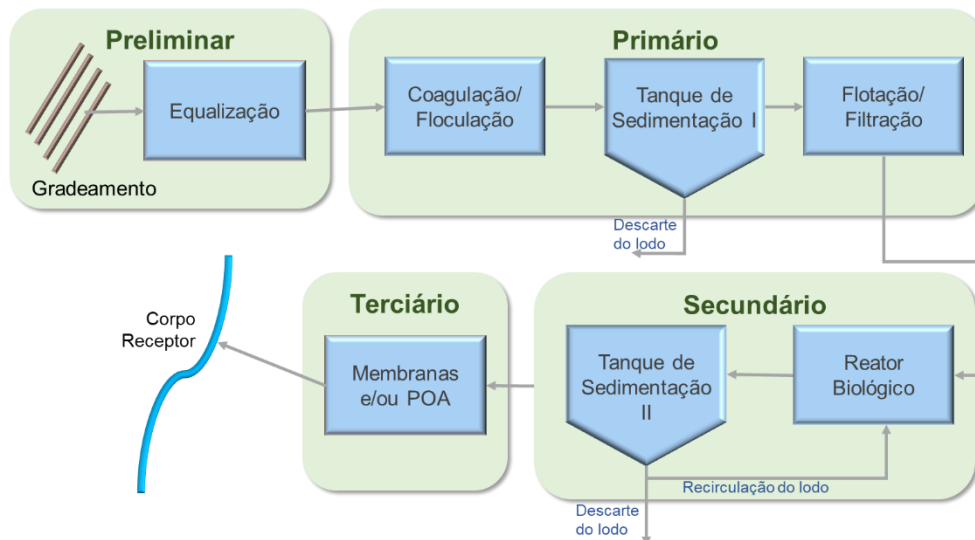 Preliminar
Equalização
Gradeamento
Primário
Coagulação/
Floculação
Tanque de
Sedimentação I
Flotação/
Filtração
Descarte
do lodo
Corpo
Receptor
Terciário
Membranas
e/ou POA
Secundário
Tanque de
Sedimentação
II
Reator
Biológico
Recirculação do lodo
Descarte
do lodo